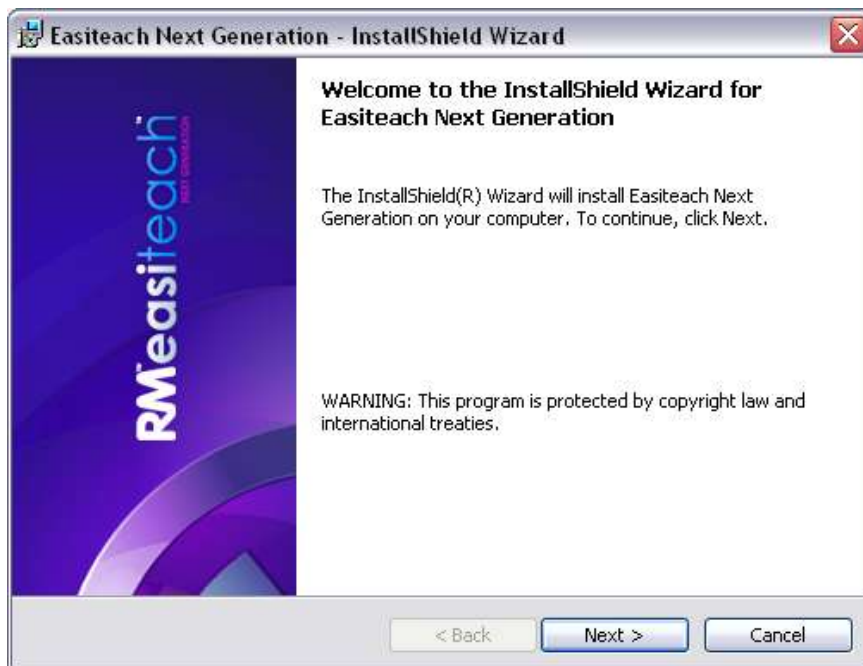 Easiteach Next Generation - InstallShield Wizard
RM easiteach™
NEXT GENERATION
Welcome to the InstallShield Wizard for
Easiteach Next Generation
The InstallShield(R) Wizard will install Easiteach Next
Generation on your computer. To continue, click Next.
WARNING: This program is protected by copyright law and
international treaties.
< Back
Next >
Cancel